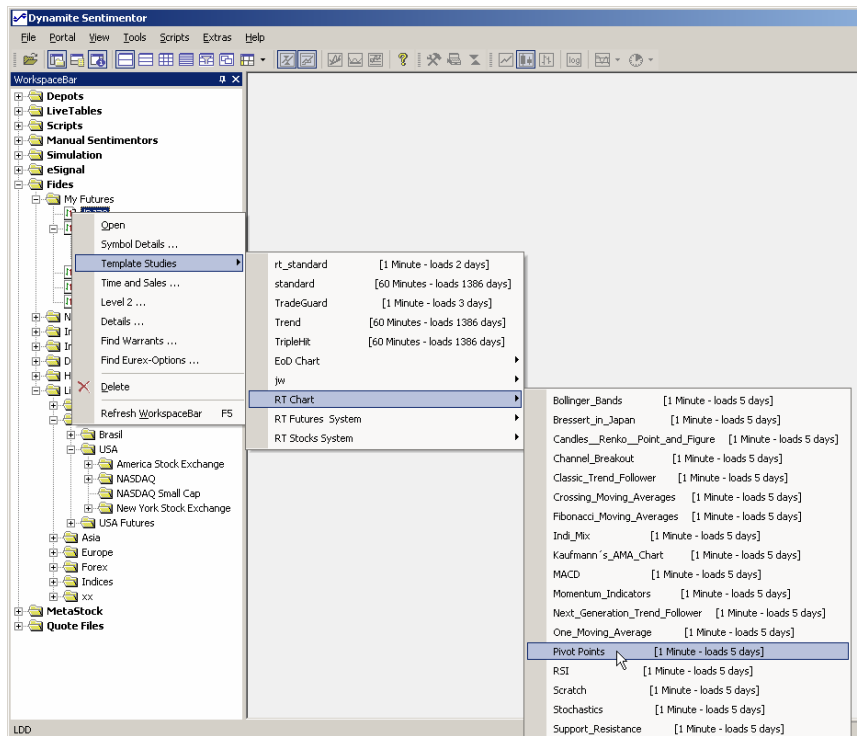 Dynamite Sentimentor
File Portal View Tools Scripts Extras Help
log
WorkspaceBar
Depots
LiveTables
Scripts
Manual Sentimentors
Simulation
eSignal
Fides
My Futures
Open
Symbol Details ...
Template Studies
Time and Sales ...
Level 2 ...
Details ...
Find Warrants ...
Find Eurex-Options ...
Delete
Refresh WorkspaceBar F5
rt_standard [1 Minute - loads 2 days]
standard [60 Minutes - loads 1386 days]
TradeGuard [1 Minute - loads 3 days]
Trend [60 Minutes - loads 1386 days]
TripleHit [60 Minutes - loads 1386 days]
EoD Chart
jw
RT Chart
RT Futures System
RT Stocks System
Bollinger_Bands [1 Minute - loads 5 days]
Bressert_in_Japan [1 Minute - loads 5 days]
Candles__Renko__Point_and_Figure [1 Minute - loads 5 days]
Channel_Breakout [1 Minute - loads 5 days]
Classic_Trend_Follower [1 Minute - loads 5 days]
Crossing_Moving_Averages [1 Minute - loads 5 days]
Fibonacci_Moving_Averages [1 Minute - loads 5 days]
Indi_Mix [1 Minute - loads 5 days]
Kaufmann´s_AMA_Chart [1 Minute - loads 5 days]
MACD [1 Minute - loads 5 days]
Momentum_Indicators [1 Minute - loads 5 days]
Next_Generation_Trend_Follower [1 Minute - loads 5 days]
One_Moving_Average [1 Minute - loads 5 days]
Pivot Points [1 Minute - loads 5 days]
RSI [1 Minute - loads 5 days]
Scratch [1 Minute - loads 5 days]
Stochastics [1 Minute - loads 5 days]
Support_Resistance [1 Minute - loads 5 days]
Brasil
USA
America Stock Exchange
NASDAQ
NASDAQ Small Cap
New York Stock Exchange
USA Futures
Asia
Europe
Forex
Indices
xx
MetaStock
Quote Files
LDD